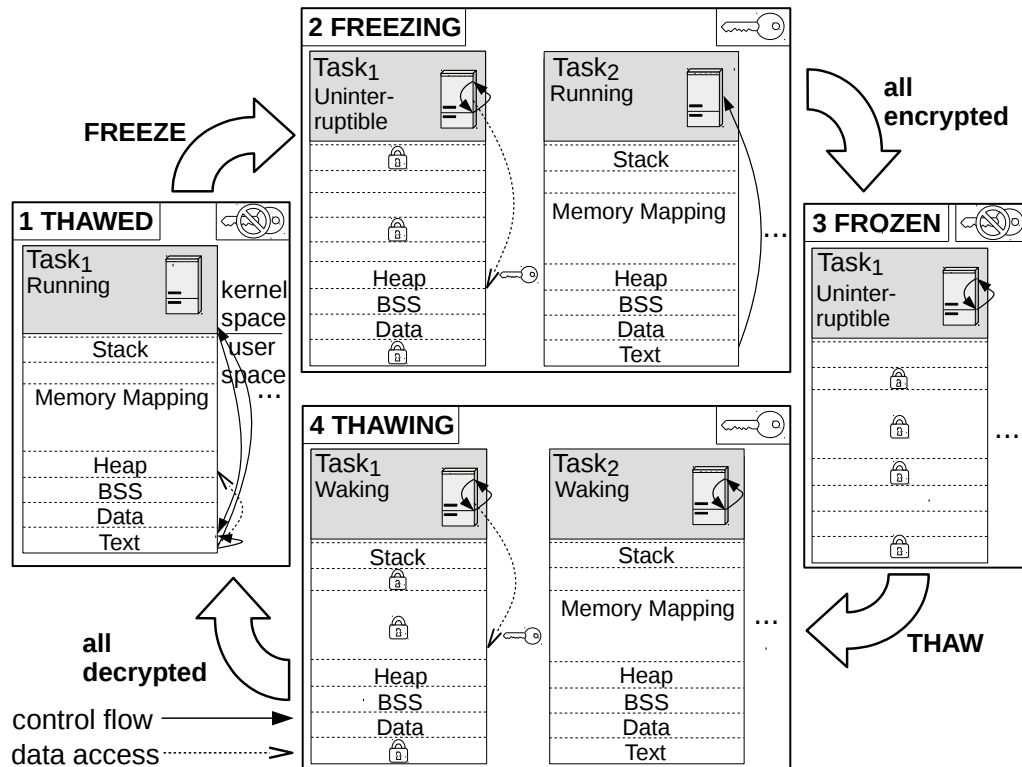 2 FREEZING
Task1
Uninter-
ruptible
Heap
BSS
Data
Task2
Running
Stack
Memory Mapping
Heap
BSS
Data
Text
...
FREEZE
all
encrypted
1 THAWED
Task1
Running
kernel
space
user
space
...
Stack
Memory Mapping
Heap
BSS
Data
Text
3 FROZEN
Task1
Uninter-
ruptible
...
4 THAWING
Task1
Waking
Stack
Heap
BSS
Data
Task2
Waking
Stack
Memory Mapping
Heap
BSS
Data
Text
...
THAW
all
decrypted
control flow
data access